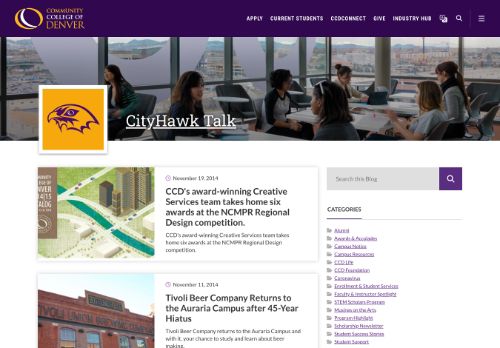 COMMUNITY
COLLEGE OF
DENVER
APPLY CURRENT STUDENTS CCDCONNECT GIVE INDUSTRY HUB
CityHawk Talk
November 19, 2014
CCD's award-winning Creative
Services team takes home six
awards at the NCMPR Regional
Design competition.
CCD's award-winning Creative Services team takes
home six awards at the NCMPR Regional Design
competition.
November 11, 2014
Tivoli Beer Company Returns to
the Auraria Campus after 45-Year
Hiatus
Tivoli Beer Company returns to the Auraria Campus and
with it, your chance to study and learn about beer
making.
Search this Blog
CATEGORIES
Alumni
Awards & Accolades
Campus Notice
Campus Resources
CCD Life
CCD Foundation
Coronavirus
Enrollment & Student Services
Faculty & Instructor Spotlight
STEM Scholars Program
Musings on the Arts
Program Highlight
Scholarship Newsletter
Student Success Stories
Student Support